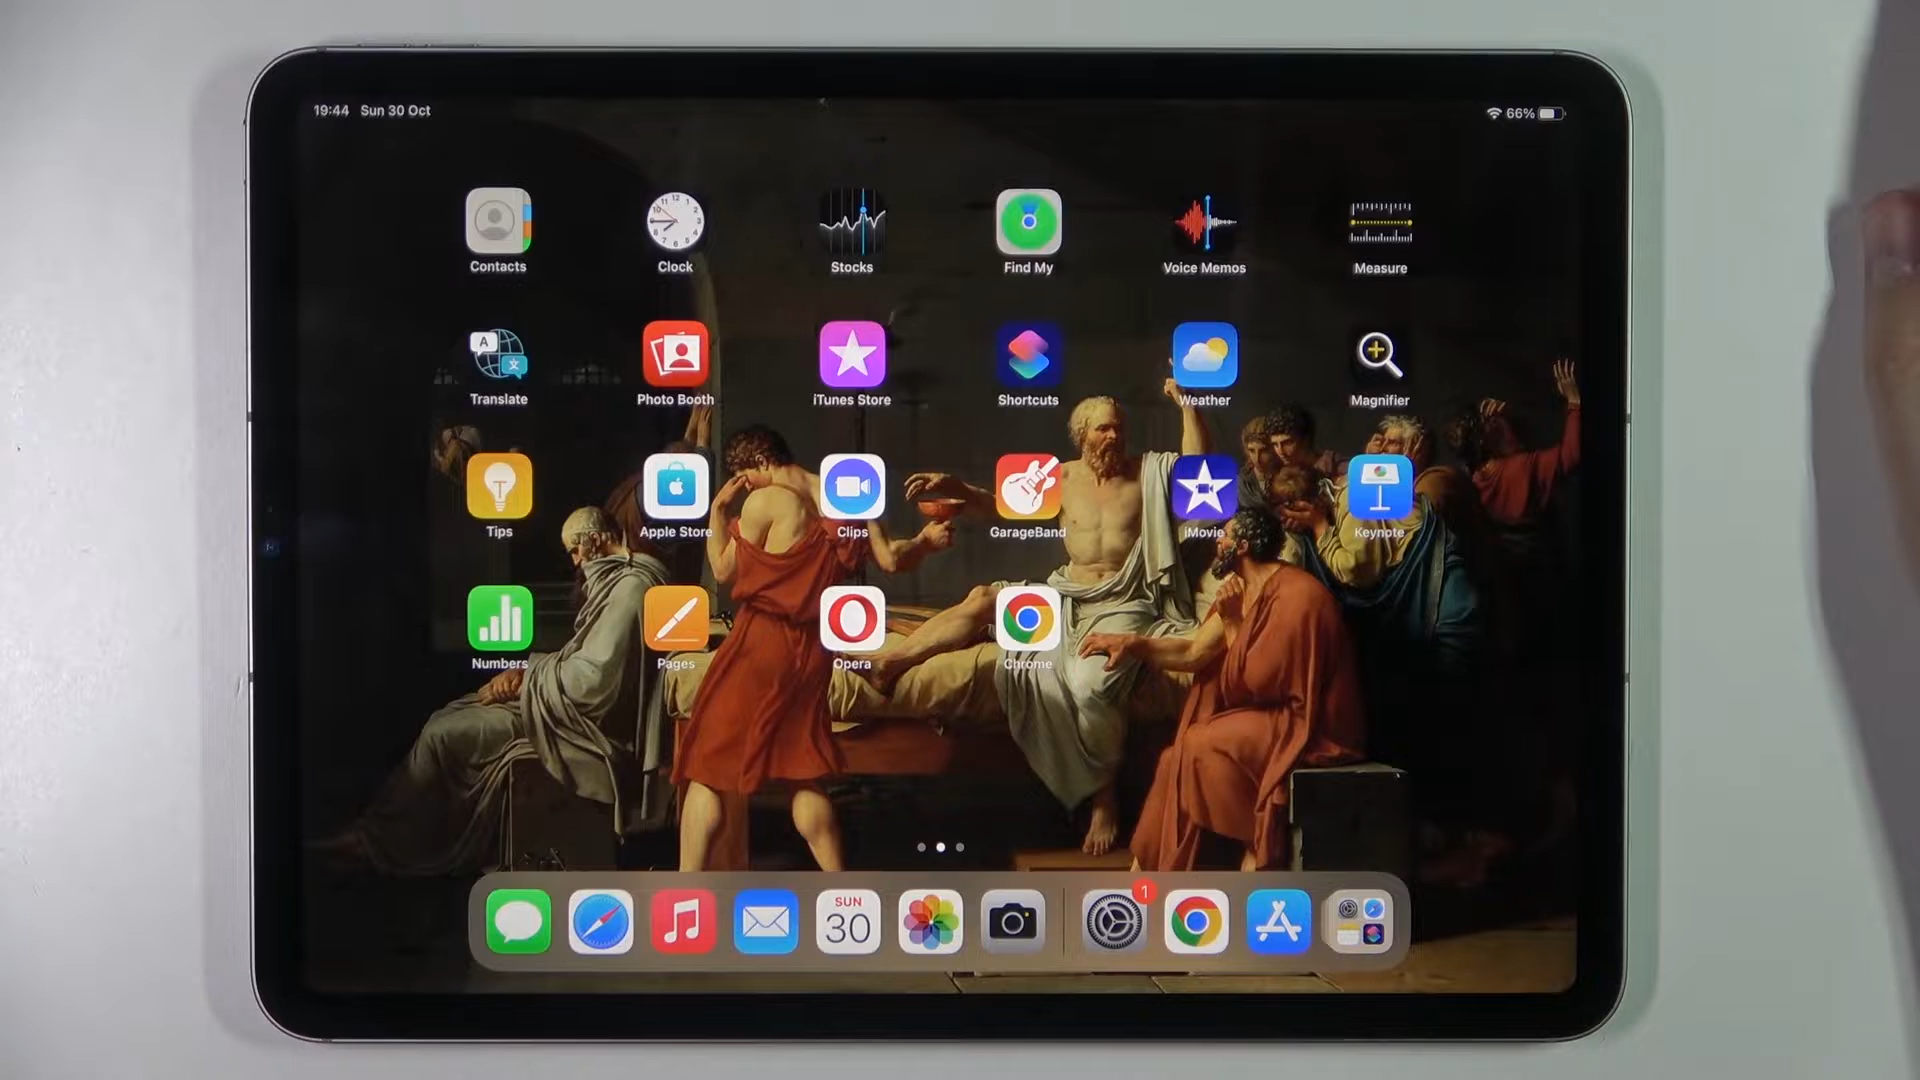 19:44 Sun 30 Oct
66%
Contacts
Clock
Stocks
Find My
Voice Memos
Measure
Translate
Photo Booth
iTunes Store
Shortcuts
Weather
Magnifier
Tips
Apple Store
Clips
GarageBand
iMovie
Keynote
Numbers
Pages
Opera
Chrome
SUN
30
1